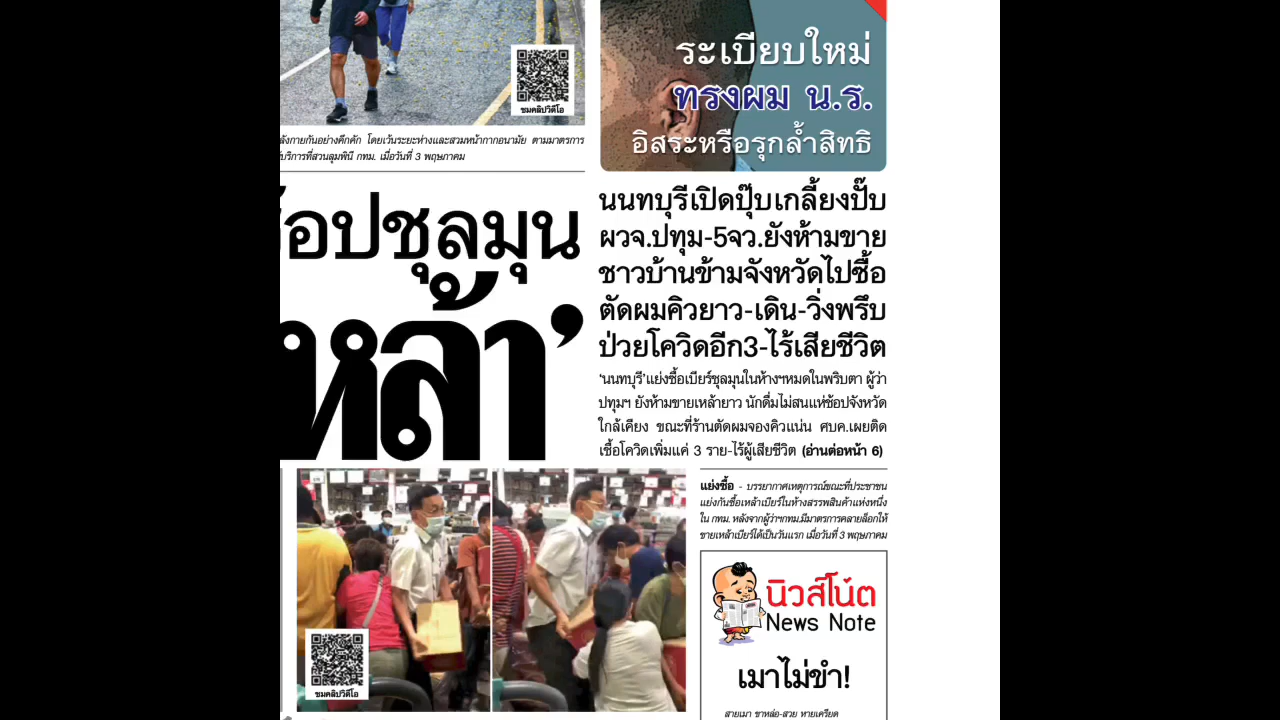 ระเบียบใหม่
ทรงผม น.ร.
อิสระหรือรุกล้ำสิทธิ
ชมคลิปวิดีโอ
ลังกายกันอย่างคึกคัก โดยเว้นระยะห่างและสวมหน้ากากอนามัย ตามมาตรการ
บริการที่สวนลุมพินี กทม. เมื่อวันที่ 3 พฤษภาคม
ช้อปชุลมุน
หล้า’
นนทบุรีเปิดปุ๊บเกลี้ยงปั๊บ
ผวจ.ปทุม-5จว.ยังห้ามขาย
ชาวบ้านข้ามจังหวัดไปซื้อ
ตัดผมคิวยาว-เดิน-วิ่งพรึบ
ป่วยโควิดอีก3-ไร้เสียชีวิต
‘นนทบุรี’แย่งซื้อเบียร์ชุลมุนในห้างฯหมดในพริบตา ผู้ว่า
ปทุมฯ ยังห้ามขายเหล้ายาว นักดื่มไม่สนแห่ช้อปจังหวัด
ใกล้เคียง ขณะที่ร้านตัดผมจองคิวแน่น ศบค.เผยติด
เชื้อโควิดเพิ่มแค่ 3 ราย-ไร้ผู้เสียชีวิต (อ่านต่อหน้า 6)
แย่งซื้อ - บรรยากาศเหตุการณ์ขณะที่ประชาชน
แย่งกันซื้อเหล้าเบียร์ในห้างสรรพสินค้าแห่งหนึ่ง
ใน กทม. หลังจากผู้ว่าฯกทม.มีมาตรการคลายล็อกให้
ขายเหล้าเบียร์ได้เป็นวันแรก เมื่อวันที่ 3 พฤษภาคม
ชมคลิปวิดีโอ
นิวส์โน้ต
News Note
เมาไม่ขำ!
สายเมา ขาหล่อ-สวย หายเครียด